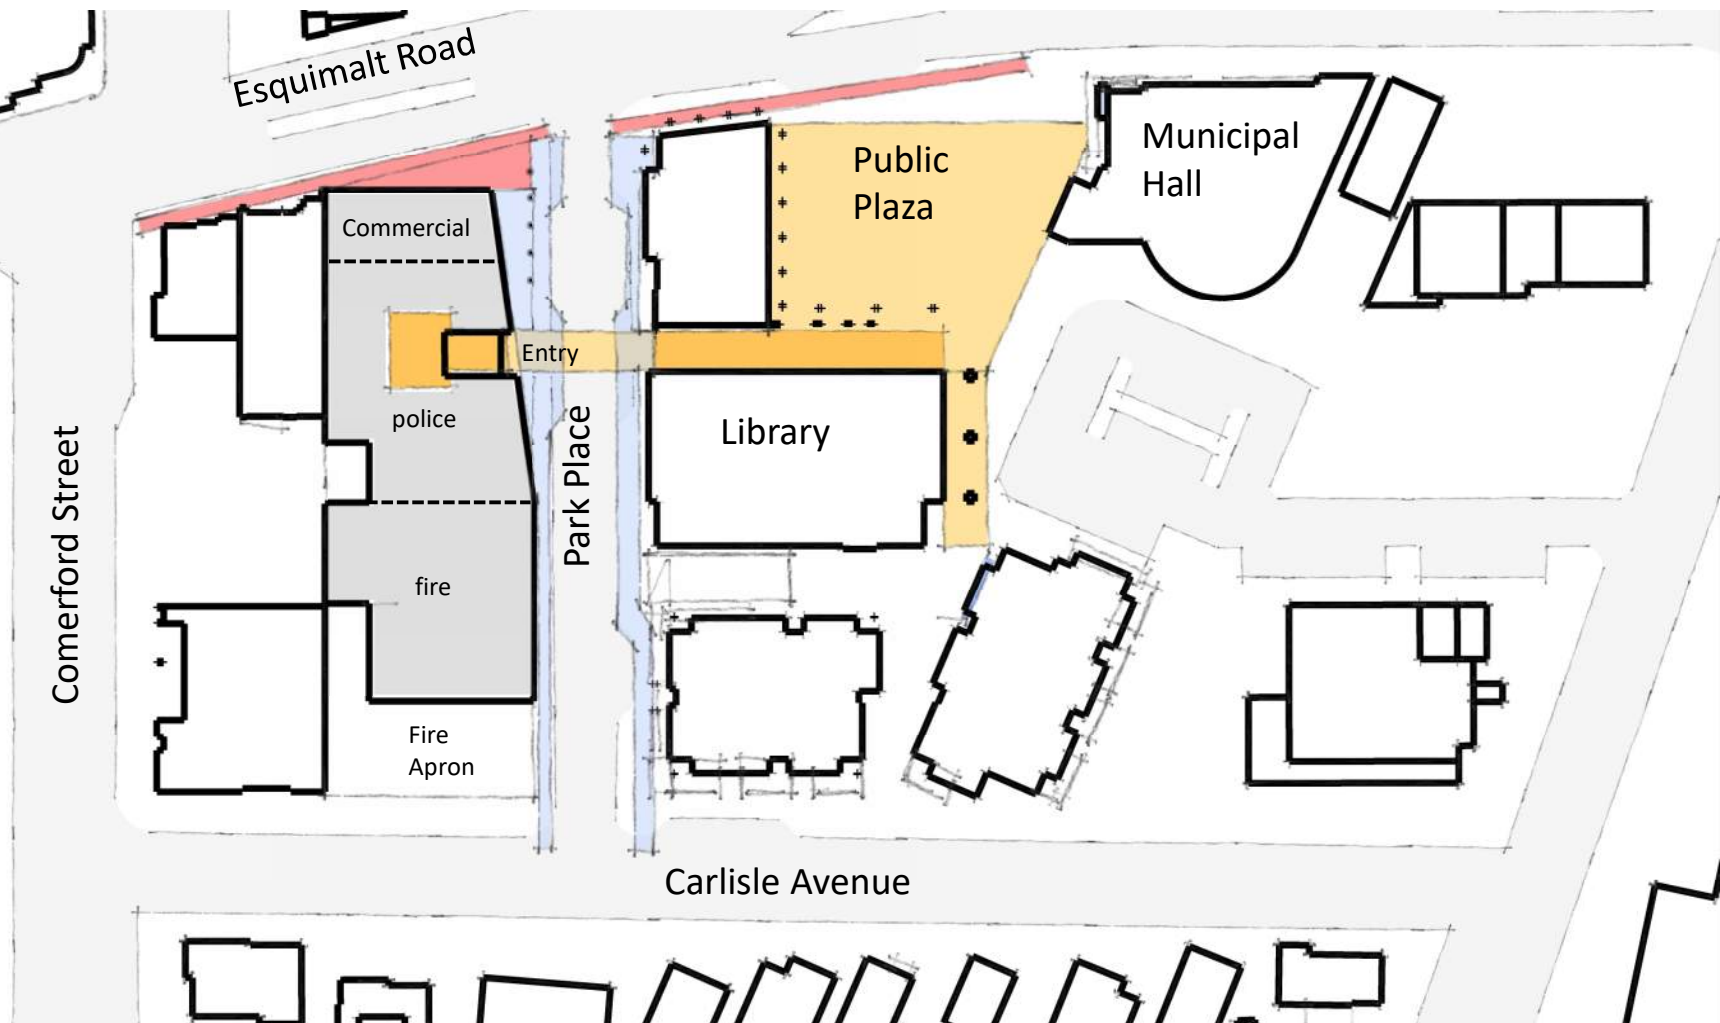 Esquimalt Road
Public
Plaza
Municipal
Hall
Commercial
Entry
police
Library
Comerford Street
Park Place
fire
Fire
Apron
Carlisle Avenue